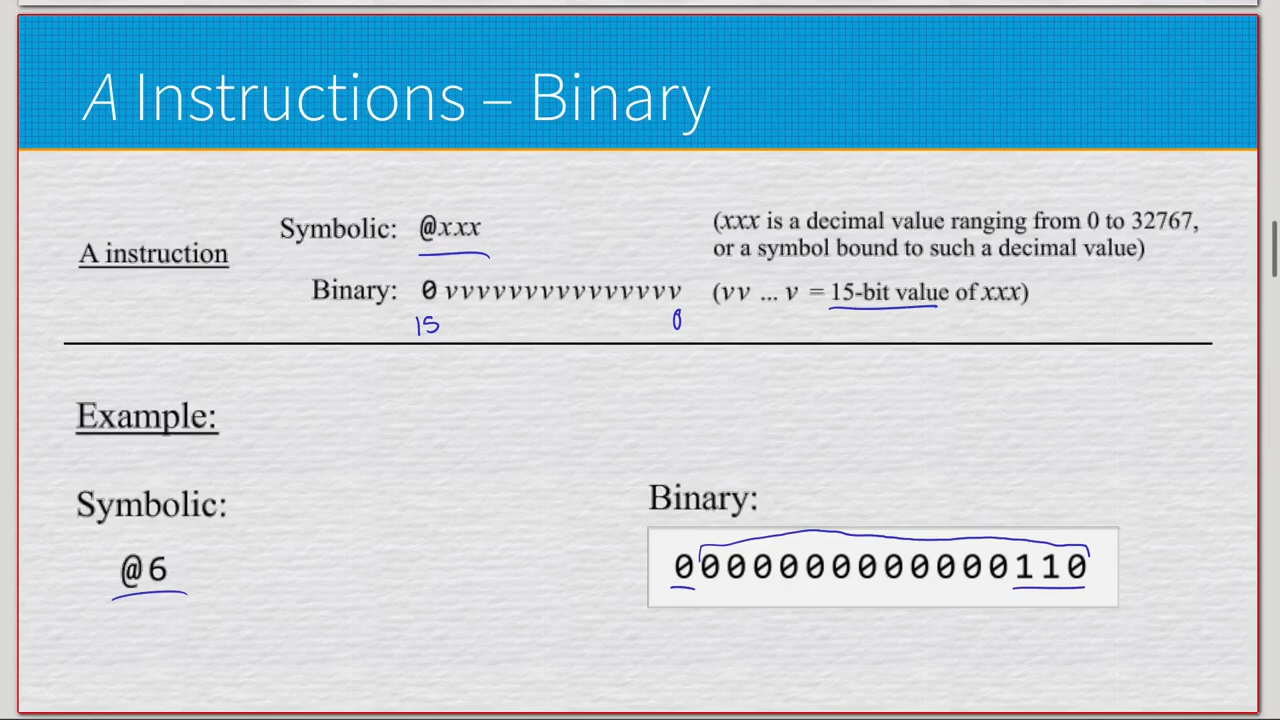 A Instructions – Binary
Symbolic: @xxx (xxx is a decimal value ranging from 0 to 32767,
or a symbol bound to such a decimal value)
A instruction
Binary: 0 vvvvvvvvvvvvvvv (vv ... v = 15-bit value of xxx)
15 0
Example:
Symbolic:
Binary:
@6
0000000000000110